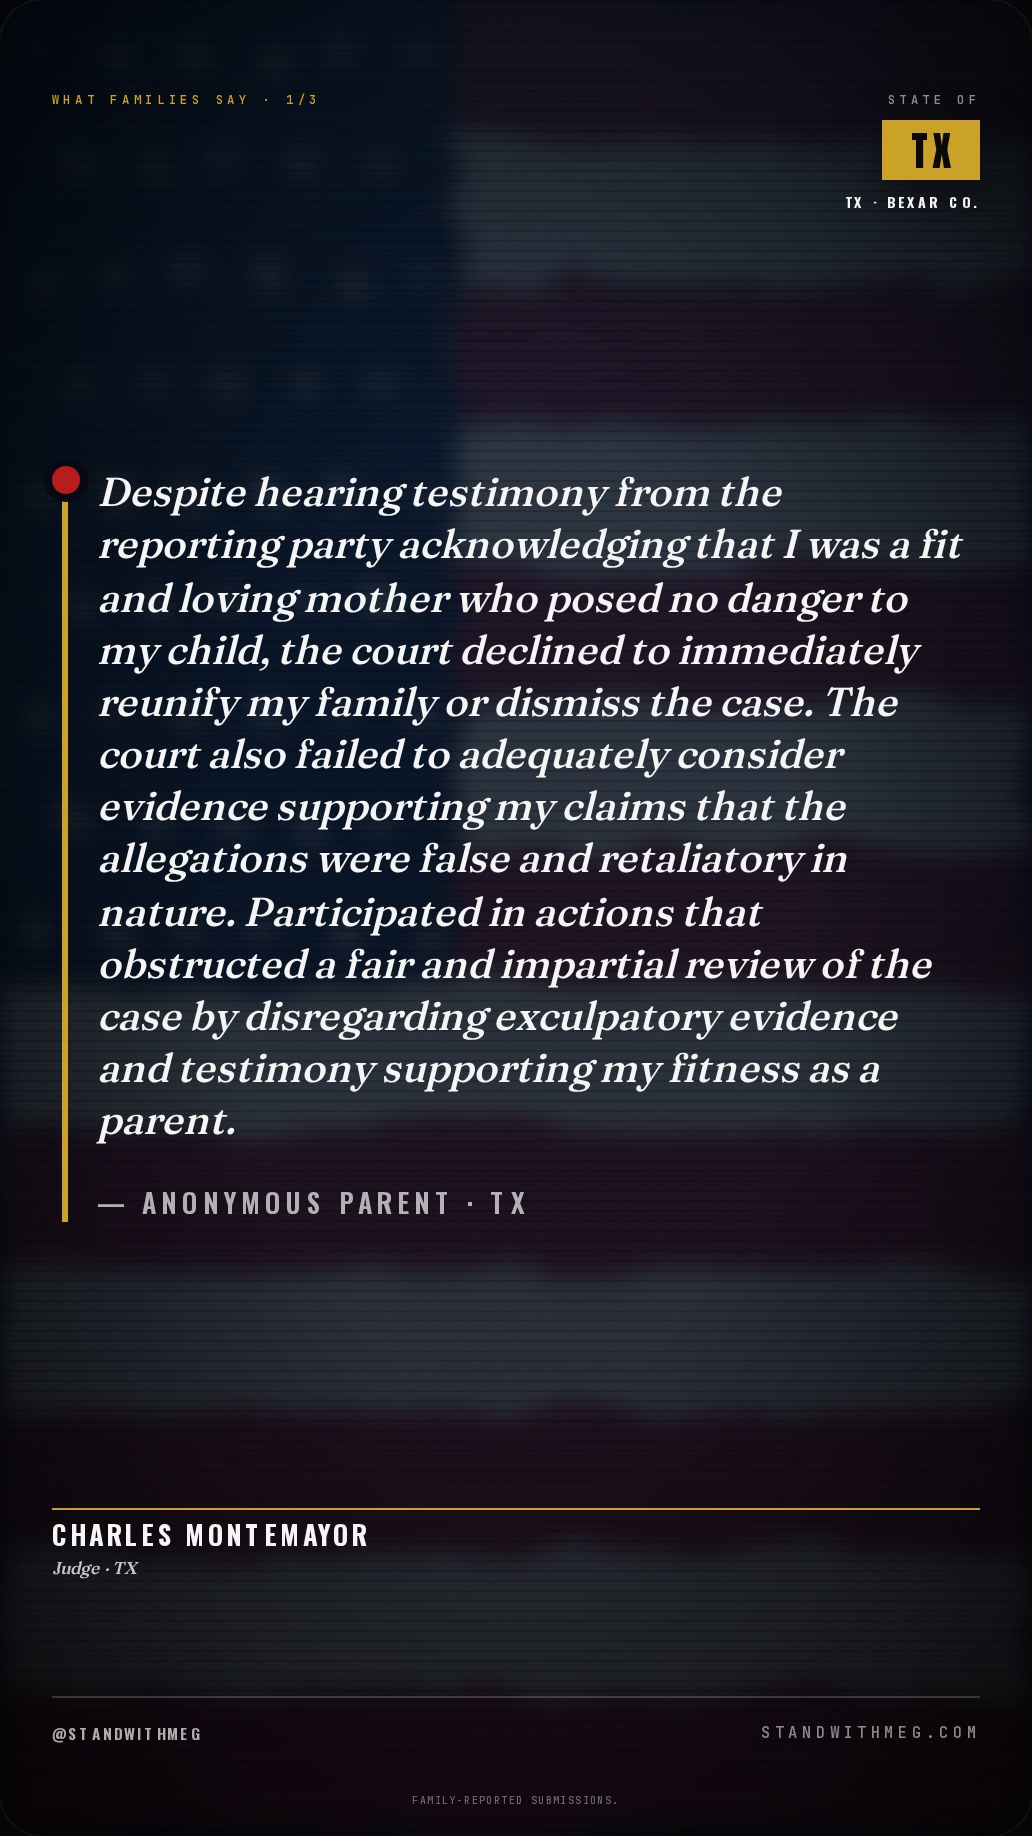 WHAT FAMILIES SAY · 1/3
STATE OF
TX
TX · BEXAR CO.
Despite hearing testimony from the
reporting party acknowledging that I was a fit
and loving mother who posed no danger to
my child, the court declined to immediately
reunify my family or dismiss the case. The
court also failed to adequately consider
evidence supporting my claims that the
allegations were false and retaliatory in
nature. Participated in actions that
obstructed a fair and impartial review of the
case by disregarding exculpatory evidence
and testimony supporting my fitness as a
parent.
— ANONYMOUS PARENT · TX
CHARLES MONTEMAYOR
Judge · TX
@STANDWITHMEG
STANDWITHMEG.COM
FAMILY-REPORTED SUBMISSIONS.